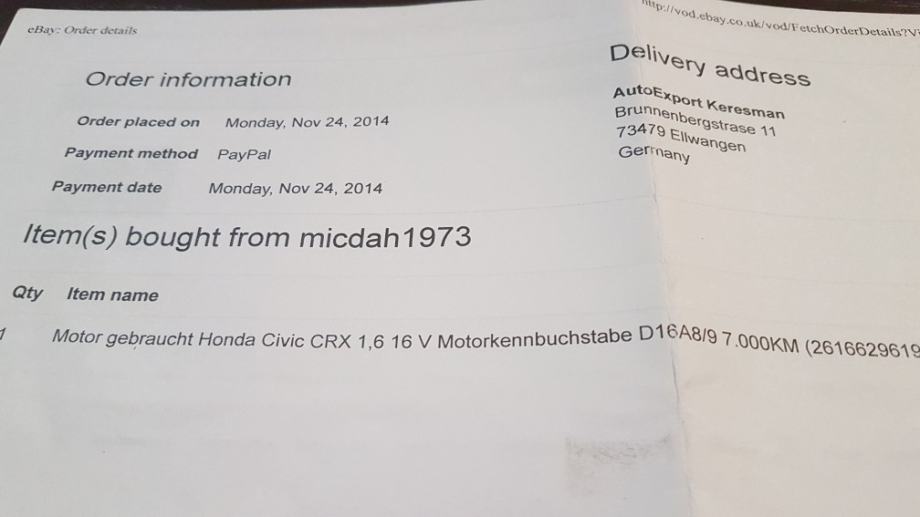 eBay: Order details
http://vod.ebay.co.uk/vod/FetchOrderDetails?Vi
Order information
Order placed on Monday, Nov 24, 2014
Payment method PayPal
Payment date Monday, Nov 24, 2014
Delivery address
AutoExport Keresman
Brunnenbergstrase 11
73479 Ellwangen
Germany
Item(s) bought from micdah1973
Qty Item name
1 Motor gebraucht Honda Civic CRX 1,6 16 V Motorkennbuchstabe D16A8/9 7.000KM (2616629619